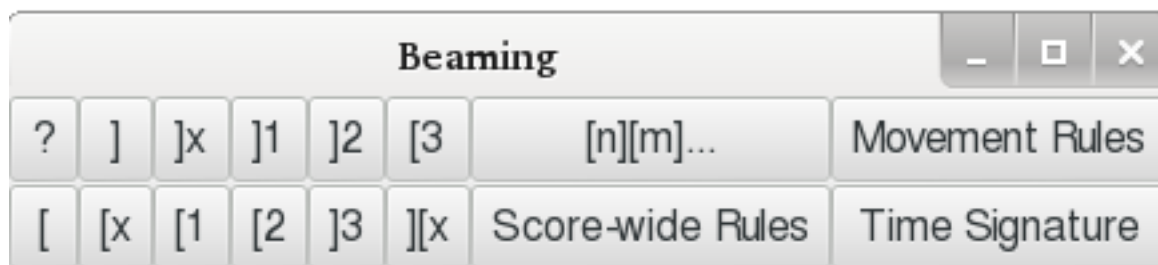 Beaming
? ] ]x ]1 ]2 [3 [n][m]... Movement Rules
[ [x [1 [2 ]3 ][x Score-wide Rules Time Signature